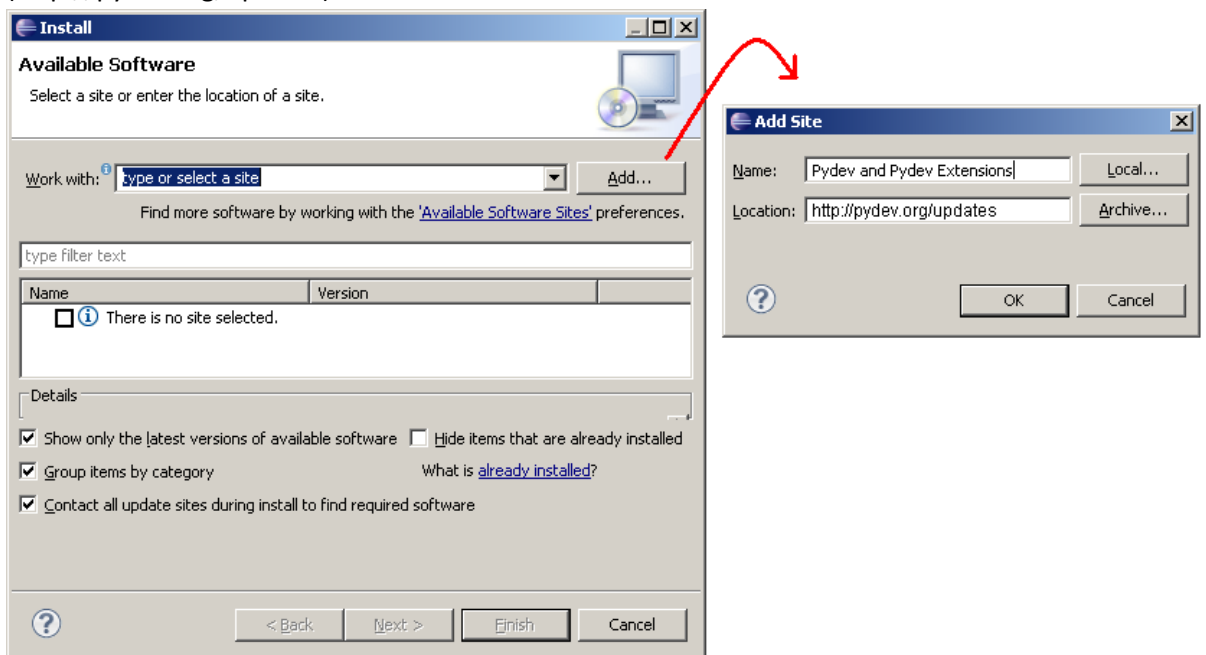 Install
Available Software
Select a site or enter the location of a site.
Work with: type or select a site Add...
Find more software by working with the 'Available Software Sites' preferences.
type filter text
Name Version
There is no site selected.
Details
Show only the latest versions of available software Hide items that are already installed
Group items by category What is already installed?
Contact all update sites during install to find required software
< Back Next > Finish Cancel
Add Site
Name: Pydev and Pydev Extensions Local...
Location: http://pydev.org/updates Archive...
OK Cancel